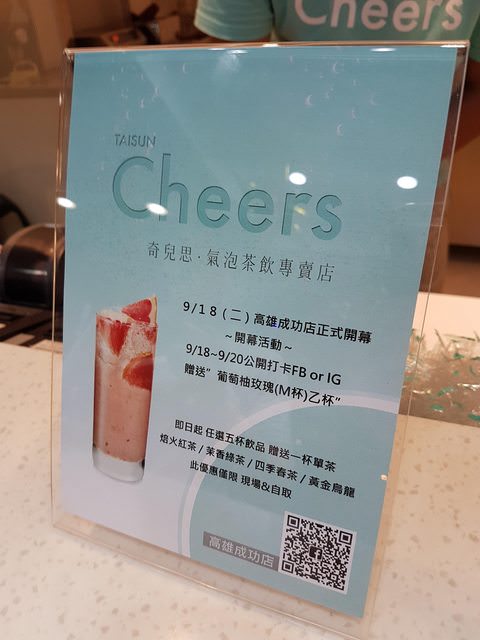 Cheers
TAISUN
Cheers
奇兒思·氣泡茶飲專賣店
9/18(二)高雄成功店正式開幕
~開幕活動~
9/18~9/20公開打卡FB or IG
贈送”葡萄柚玫瑰(M杯)乙杯”
即日起 任選五杯飲品 贈送一杯單茶
焙火紅茶/茉香綠茶/四季春茶/黃金烏龍
此優惠僅限 現場&自取
高雄成功店